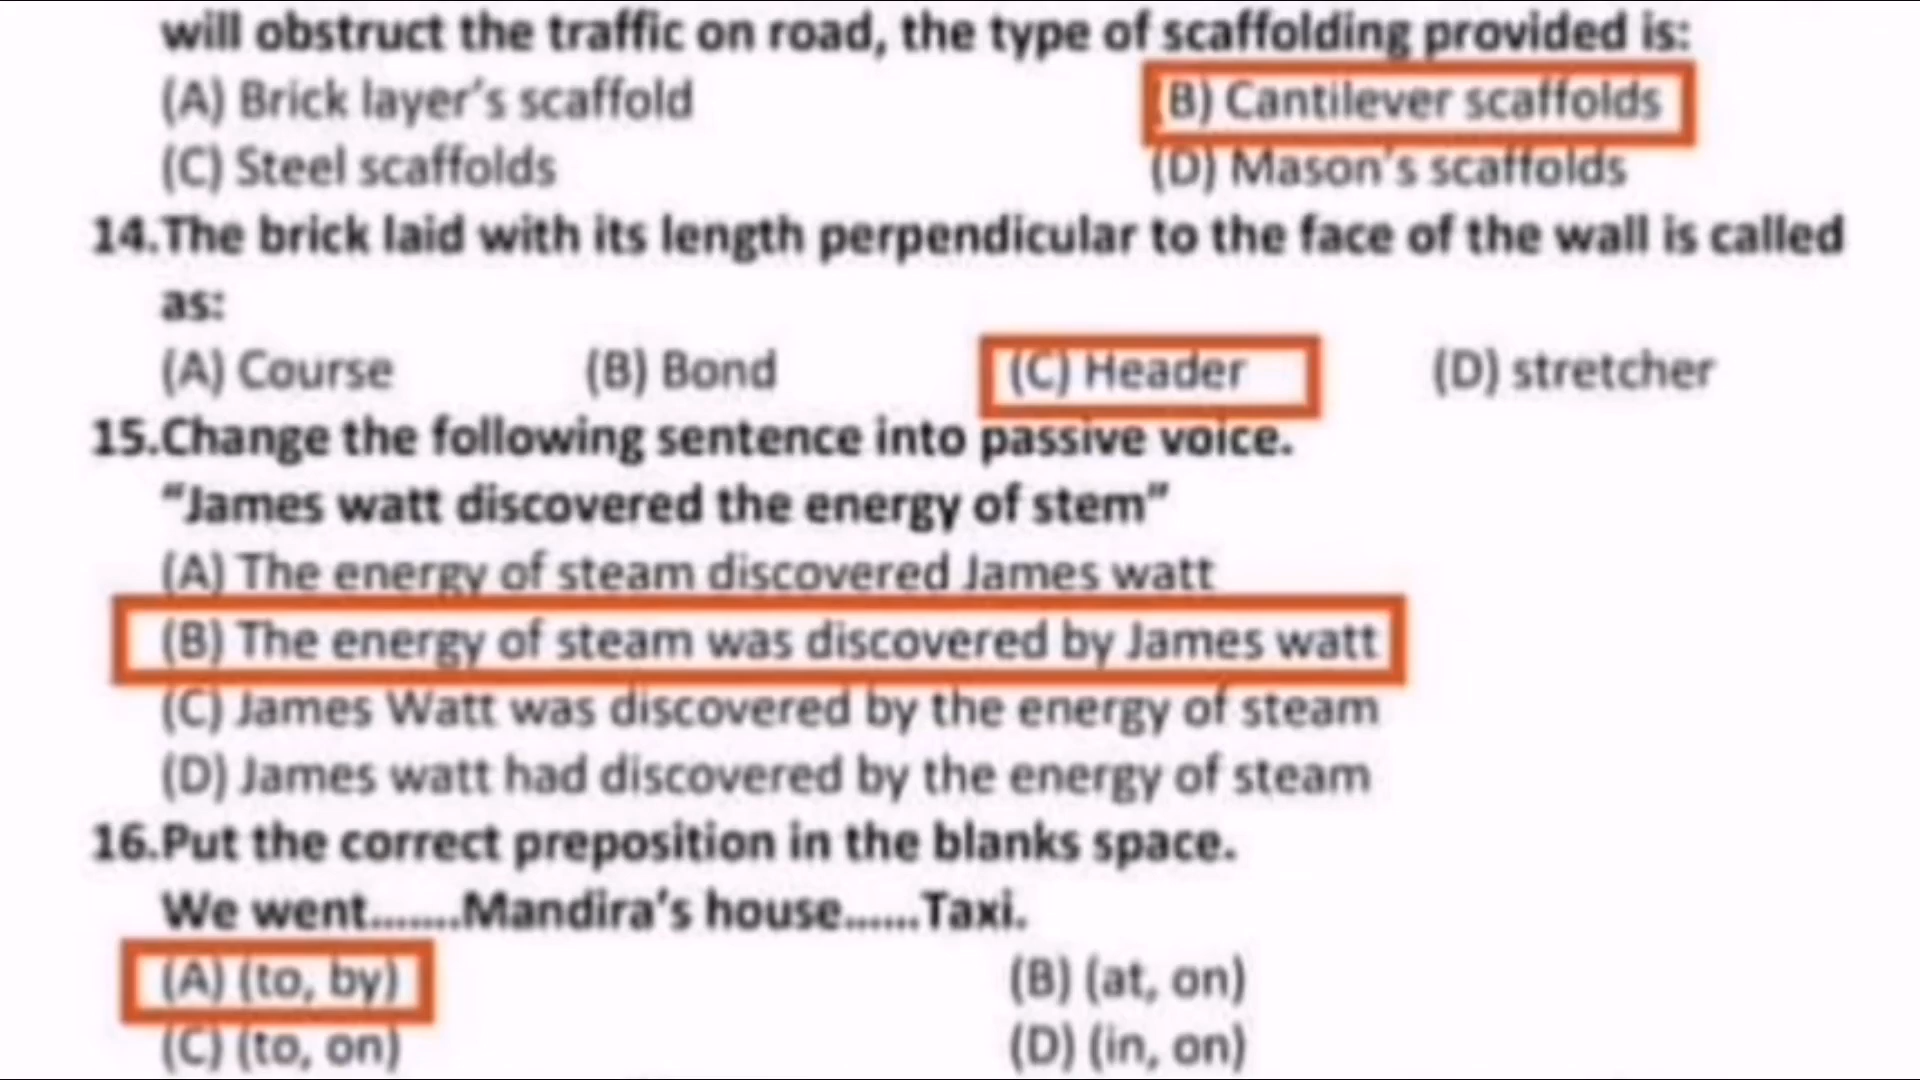 will obstruct the traffic on road, the type of scaffolding provided is:
(A) Brick layer's scaffold (B) Cantilever scaffolds
(C) Steel scaffolds (D) Mason's scaffolds
14.The brick laid with its length perpendicular to the face of the wall is called
as:
(A) Course (B) Bond (C) Header (D) stretcher
15.Change the following sentence into passive voice.
“James watt discovered the energy of stem”
(A) The energy of steam discovered James watt
(B) The energy of steam was discovered by James watt
(C) James Watt was discovered by the energy of steam
(D) James watt had discovered by the energy of steam
16.Put the correct preposition in the blanks space.
We went.......Mandira's house......Taxi.
(A) (to, by) (B) (at, on)
(C) (to, on) (D) (in, on)